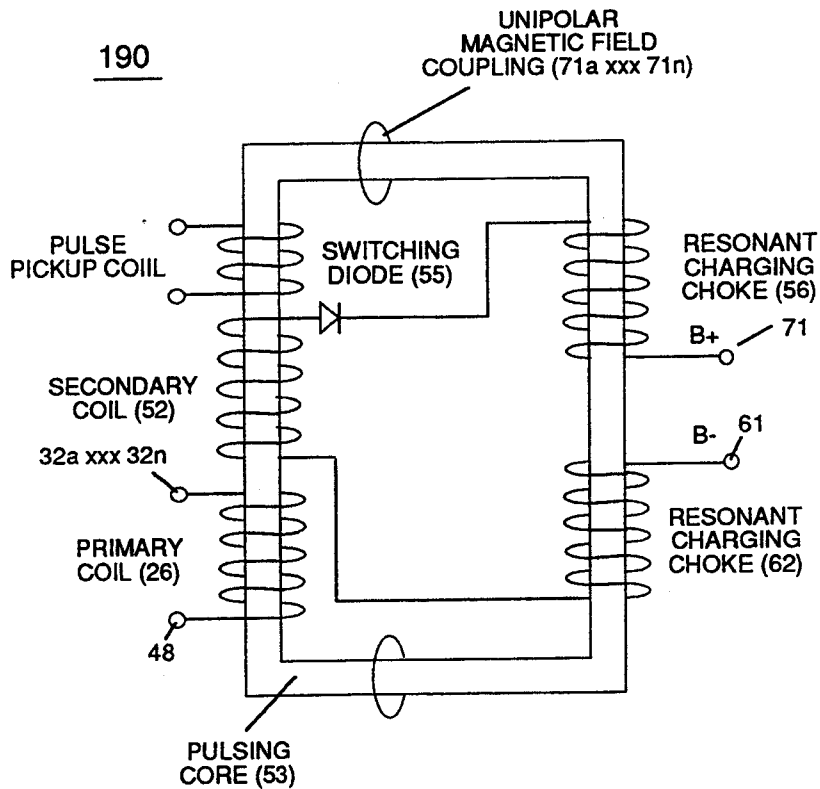 190
UNIPOLAR
MAGNETIC FIELD
COUPLING (71a xxx 71n)
PULSE
PICKUP COIIL
SWITCHING
DIODE (55)
RESONANT
CHARGING
CHOKE (56)
B+
71
SECONDARY
COIL (52)
32a xxx 32n
B-
61
PRIMARY
COIL (26)
RESONANT
CHARGING
CHOKE (62)
48
PULSING
CORE (53)